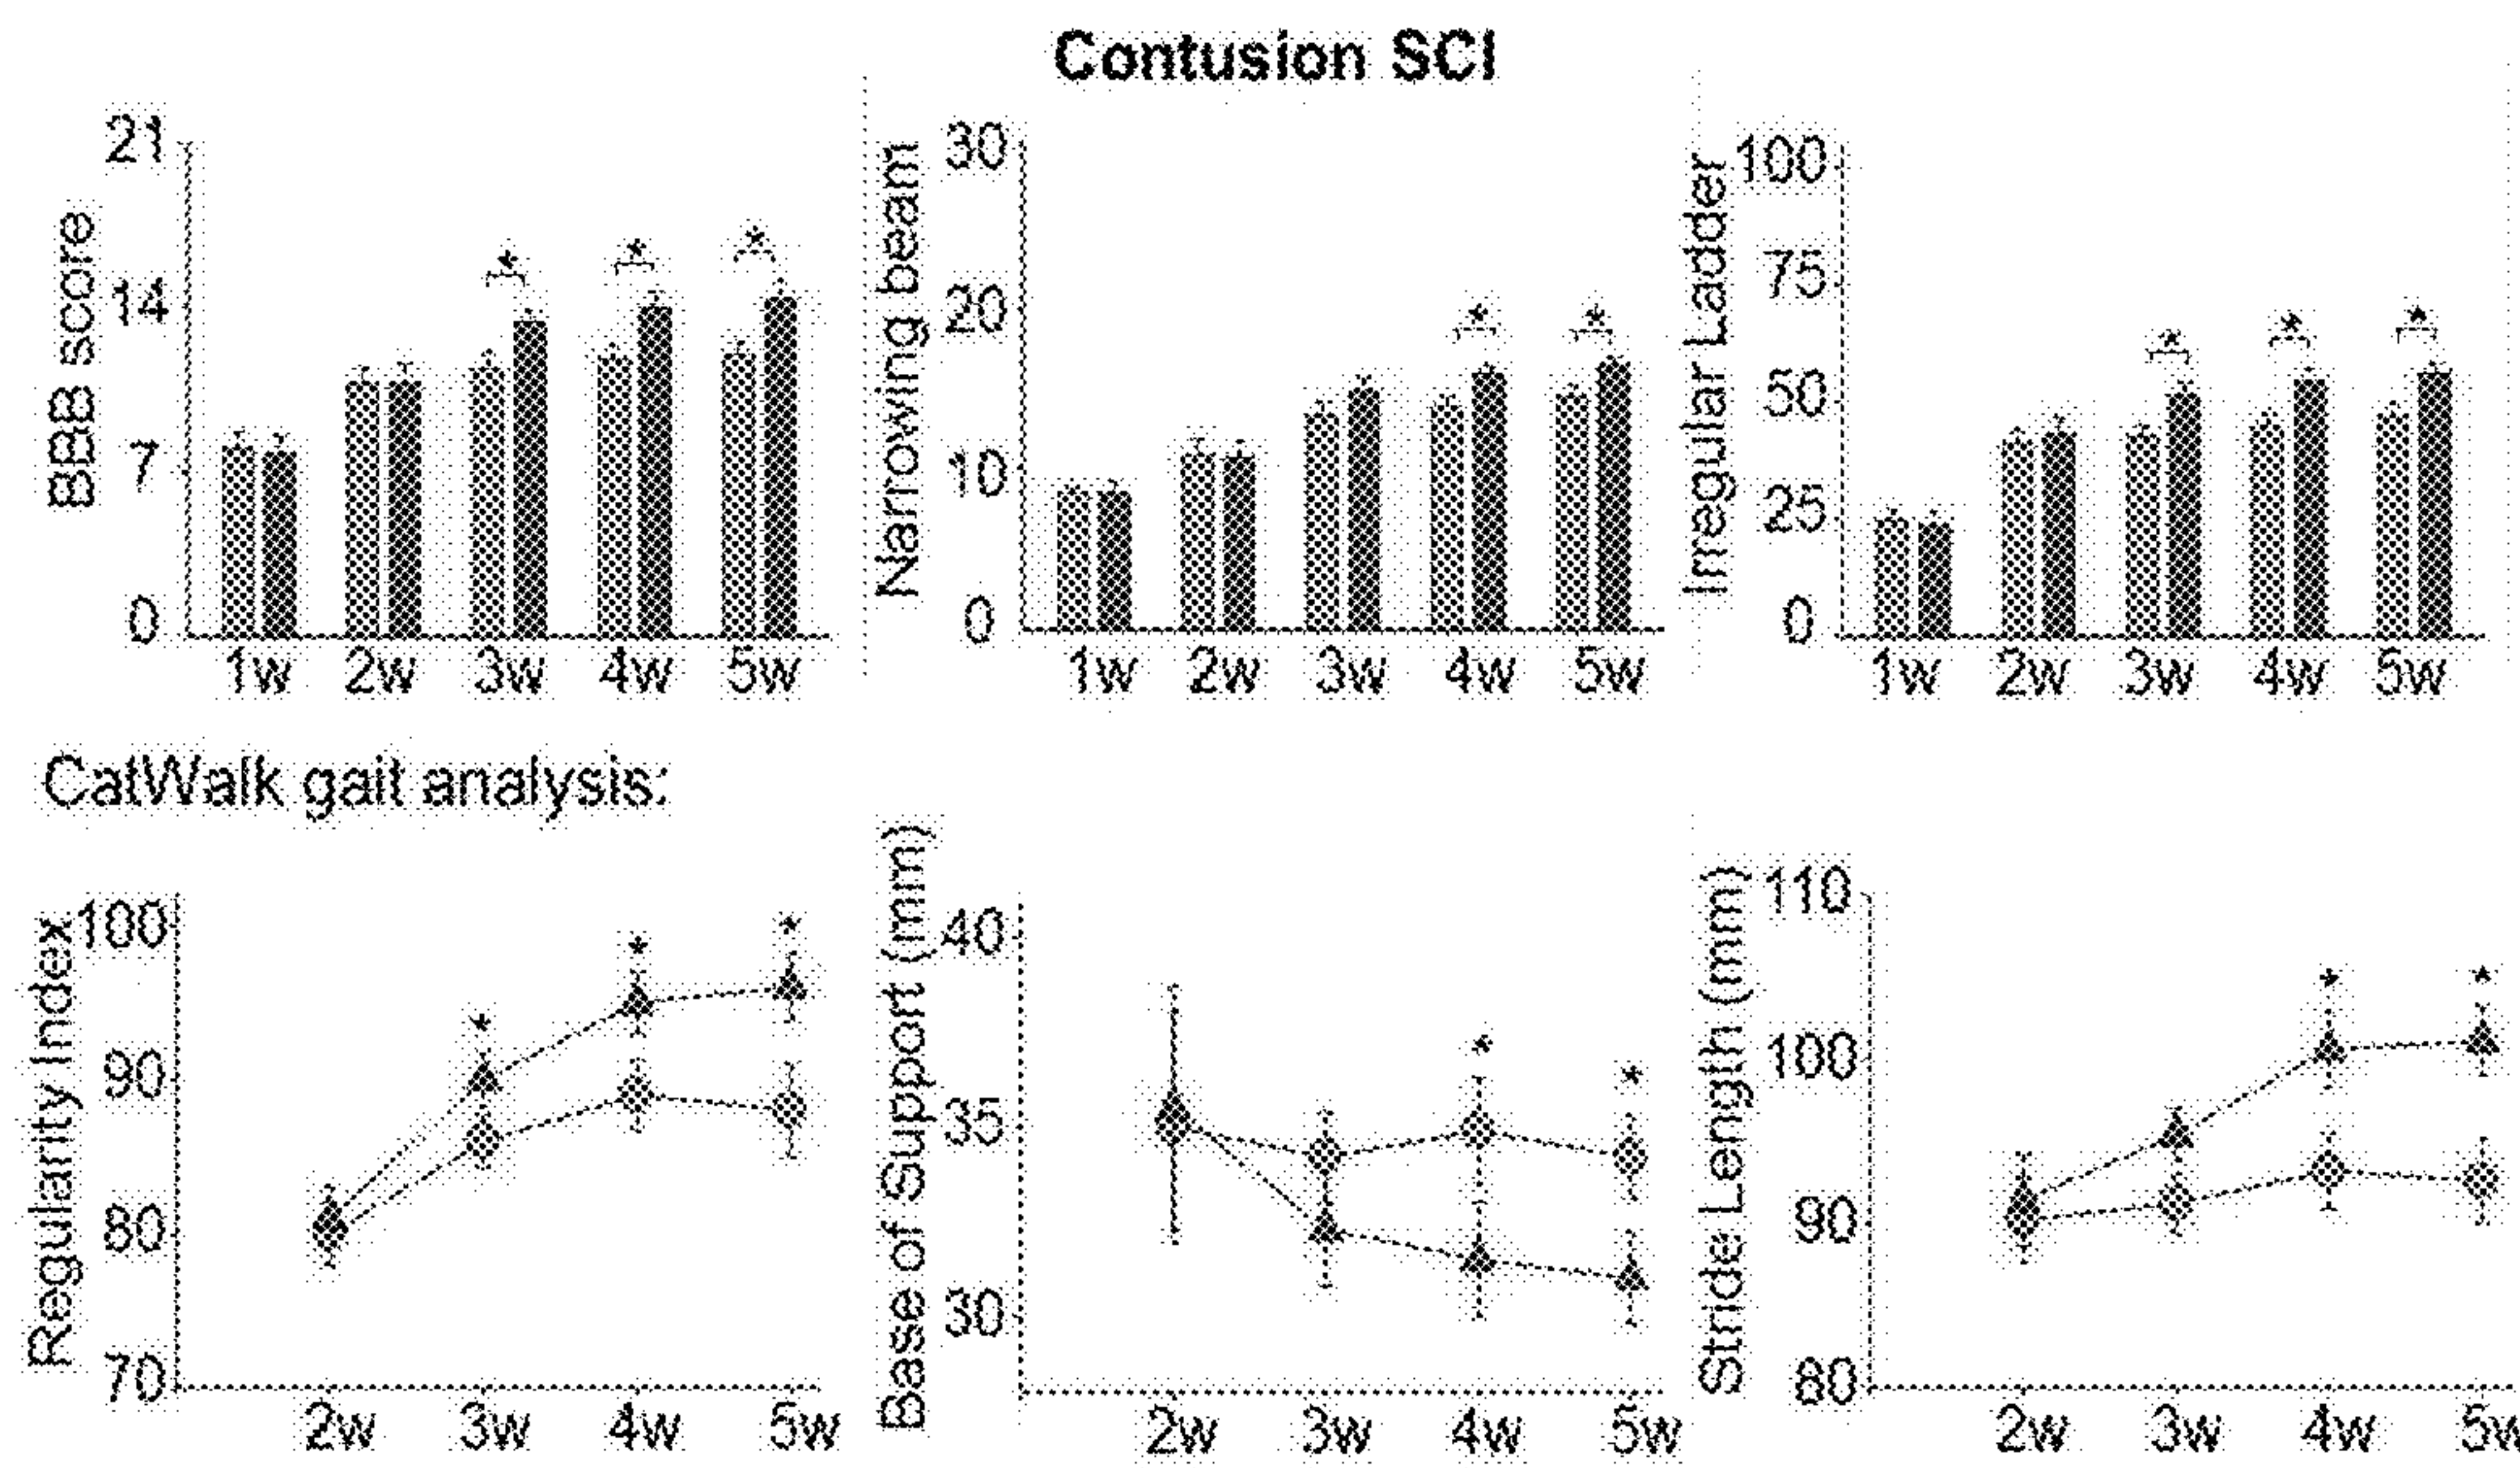 Contusion SCI
BBB score
21
14
7
0
1w 2w 3w 4w 5w
* * *
Narrowing beam
30
20
10
0
1w 2w 3w 4w 5w
* *
Irregular Ladder
100
75
50
25
0
1w 2w 3w 4w 5w
* * *
CatWalk gait analysis:
Regularity Index
100
90
80
70
2w 3w 4w 5w
* * *
Base of Support (mm)
40
35
30
2w 3w 4w 5w
* *
Stride Length (mm)
110
100
90
80
2w 3w 4w 5w
* *